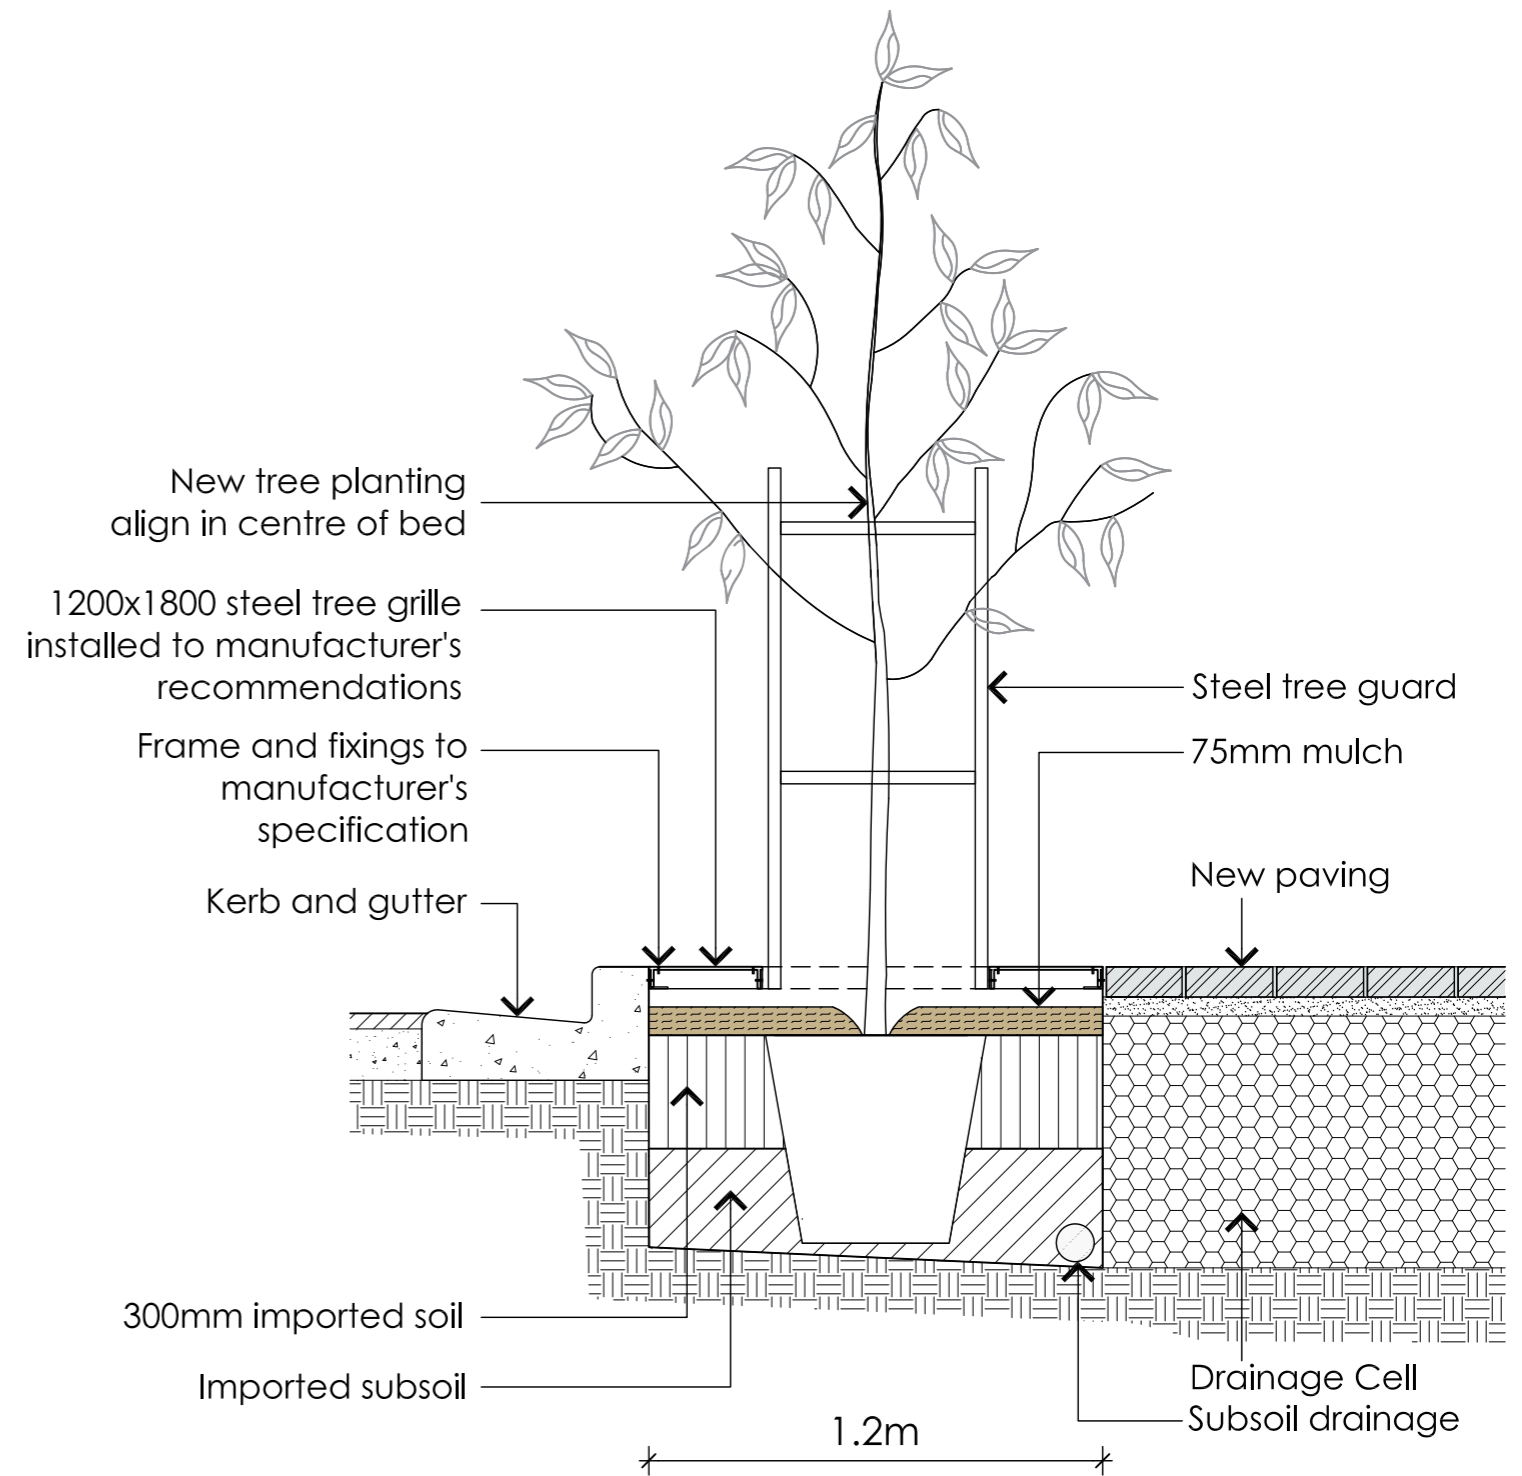 New tree planting
align in centre of bed
1200x1800 steel tree grille
installed to manufacturer's
recommendations
Frame and fixings to
manufacturer's
specification
Kerb and gutter
Steel tree guard
75mm mulch
New paving
300mm imported soil
Imported subsoil
Drainage Cell
Subsoil drainage
1.2m